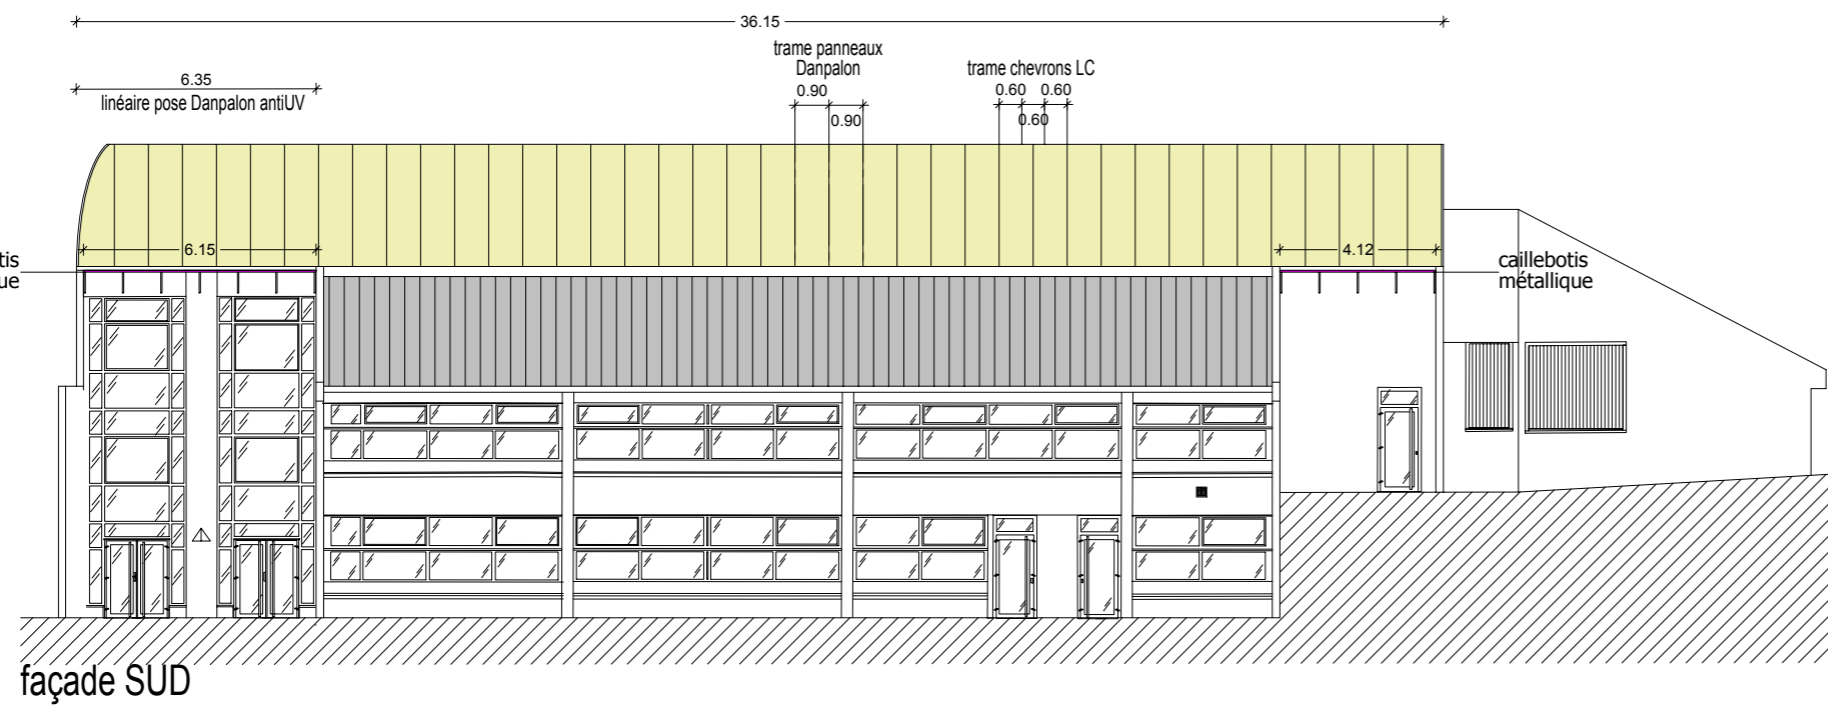 36.15
trame panneaux
Danpalon
0.90
0.90
trame chevrons LC
0.60 0.60
0.60
6.35
linéaire pose Danpalon antiUV
6.15
4.12
tis
ue
caillebotis
métallique
façade SUD